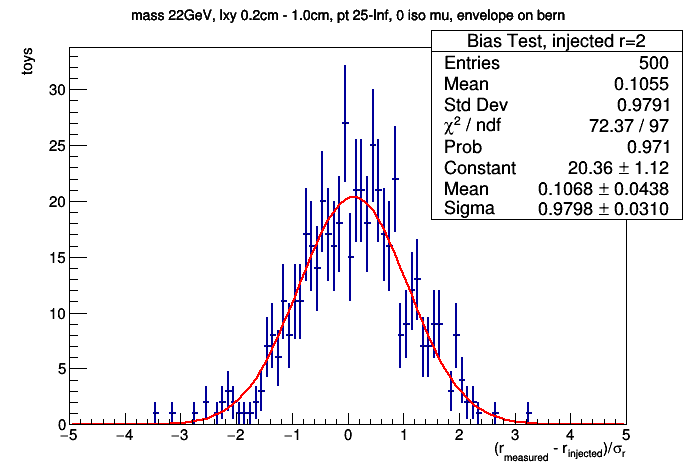 mass 22GeV, lxy 0.2cm - 1.0cm, pt 25-Inf, 0 iso mu, envelope on bern
toys
Bias Test, injected r=2
Entries 500
Mean 0.1055
Std Dev 0.9791
χ² / ndf 72.37 / 97
Prob 0.971
Constant 20.36 ± 1.12
Mean 0.1068 ± 0.0438
Sigma 0.9798 ± 0.0310
30
25
20
15
10
5
0
−5 −4 −3 −2 −1 0 1 2 3 4 5
(r_measured - r_injected)/σ_r